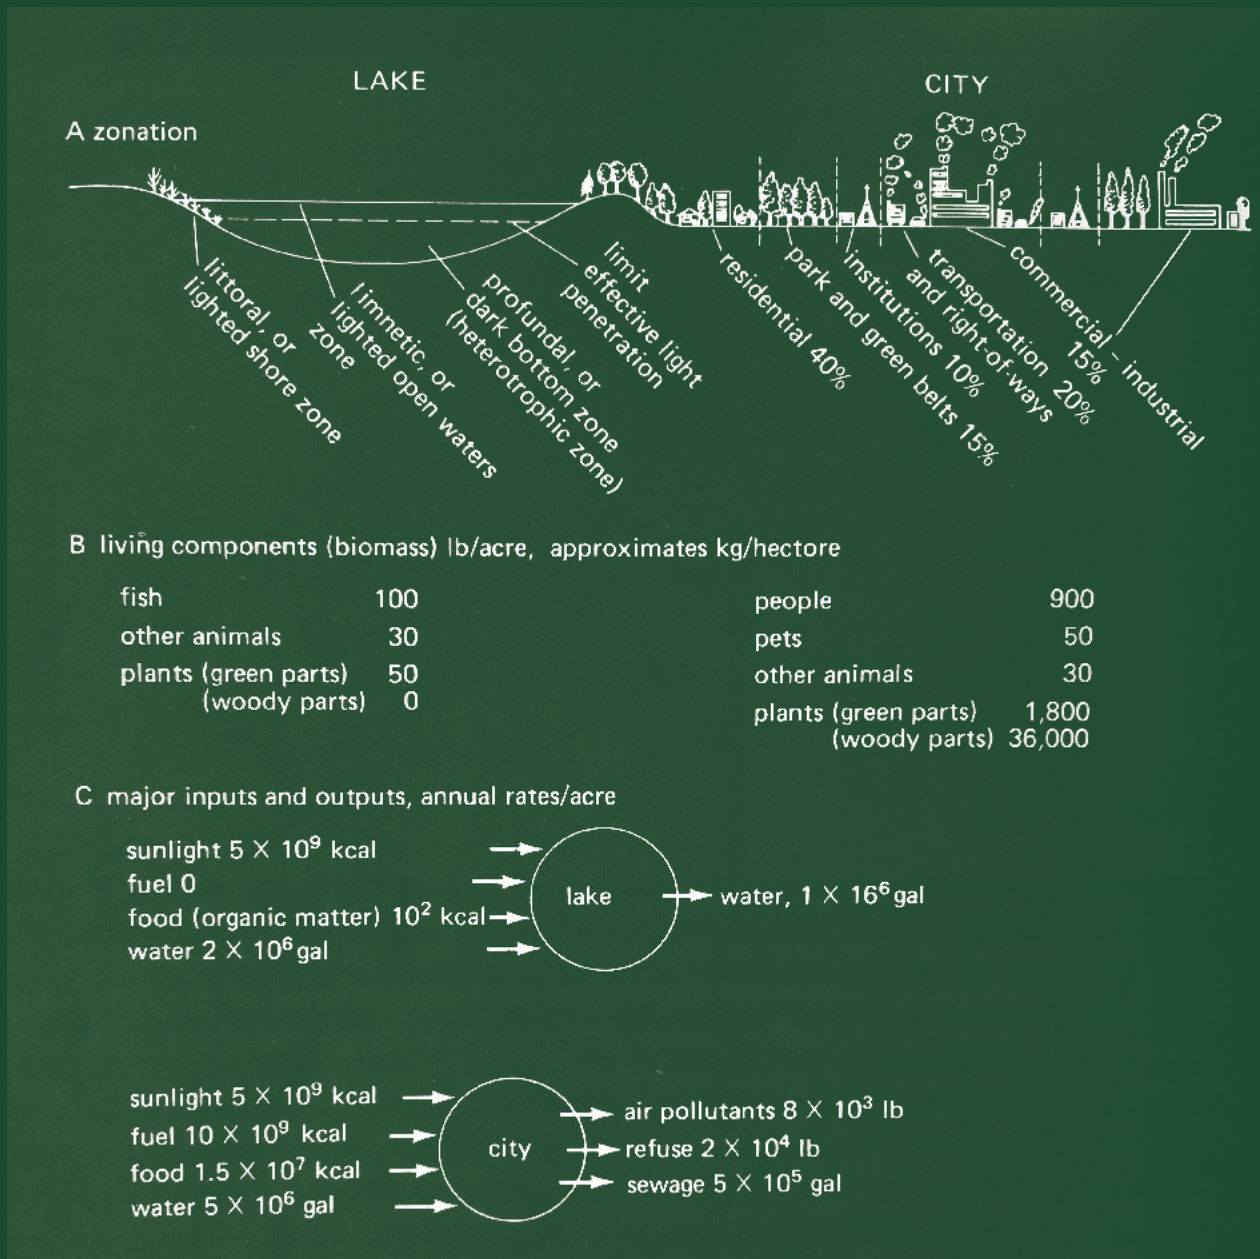 LAKE
CITY
A zonation
littoral, or
lighted shore zone
limnetic, or
lighted open waters
zone
profundal, or
dark bottom zone
(heterotrophic zone)
limit
effective light
penetration
residential 40%
park and green belts 15%
institutions 10%
transportation 20%
and right-of-ways
commercial – industrial
15%
B living components (biomass) lb/acre, approximates kg/hectore
fish 100
other animals 30
plants (green parts) 50
(woody parts) 0
people 900
pets 50
other animals 30
plants (green parts) 1,800
(woody parts) 36,000
C major inputs and outputs, annual rates/acre
sunlight 5 X 10⁹ kcal
fuel 0
food (organic matter) 10² kcal
water 2 X 10⁶ gal
lake
water, 1 X 16⁶ gal
sunlight 5 X 10⁹ kcal
fuel 10 X 10⁹ kcal
food 1.5 X 10⁷ kcal
water 5 X 10⁶ gal
city
air pollutants 8 X 10³ lb
refuse 2 X 10⁴ lb
sewage 5 X 10⁵ gal